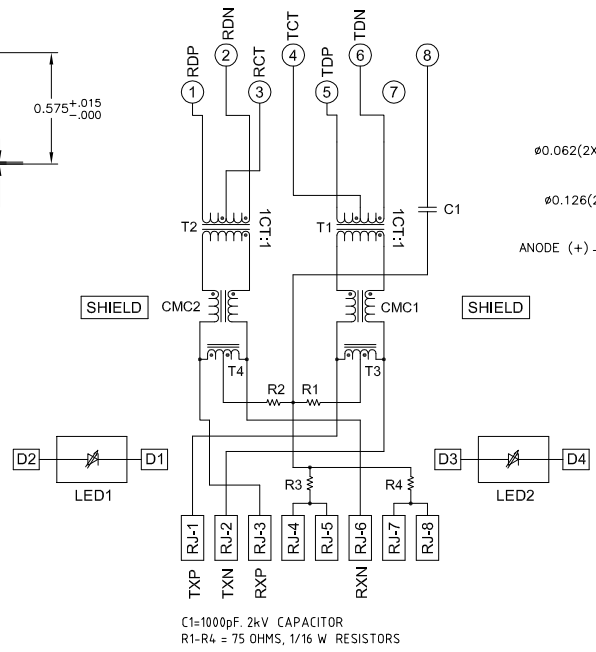 RDP
RDN
RCT
TCT
TDP
TDN
1
2
3
4
5
6
7
8
0.575+.015
-.000
ø0.062(2X
ø0.126(2
ANODE (+)
C1
T2
1CT:1
T1
1CT:1
SHIELD
CMC2
CMC1
SHIELD
T4
R2
R1
T3
D2
D1
LED1
R3
R4
D3
D4
LED2
RJ-1
RJ-2
RJ-3
RJ-4
RJ-5
RJ-6
RJ-7
RJ-8
TXP
TXN
RXP
RXN
C1=1000pF. 2kV CAPACITOR
R1-R4 = 75 OHMS, 1/16 W RESISTORS